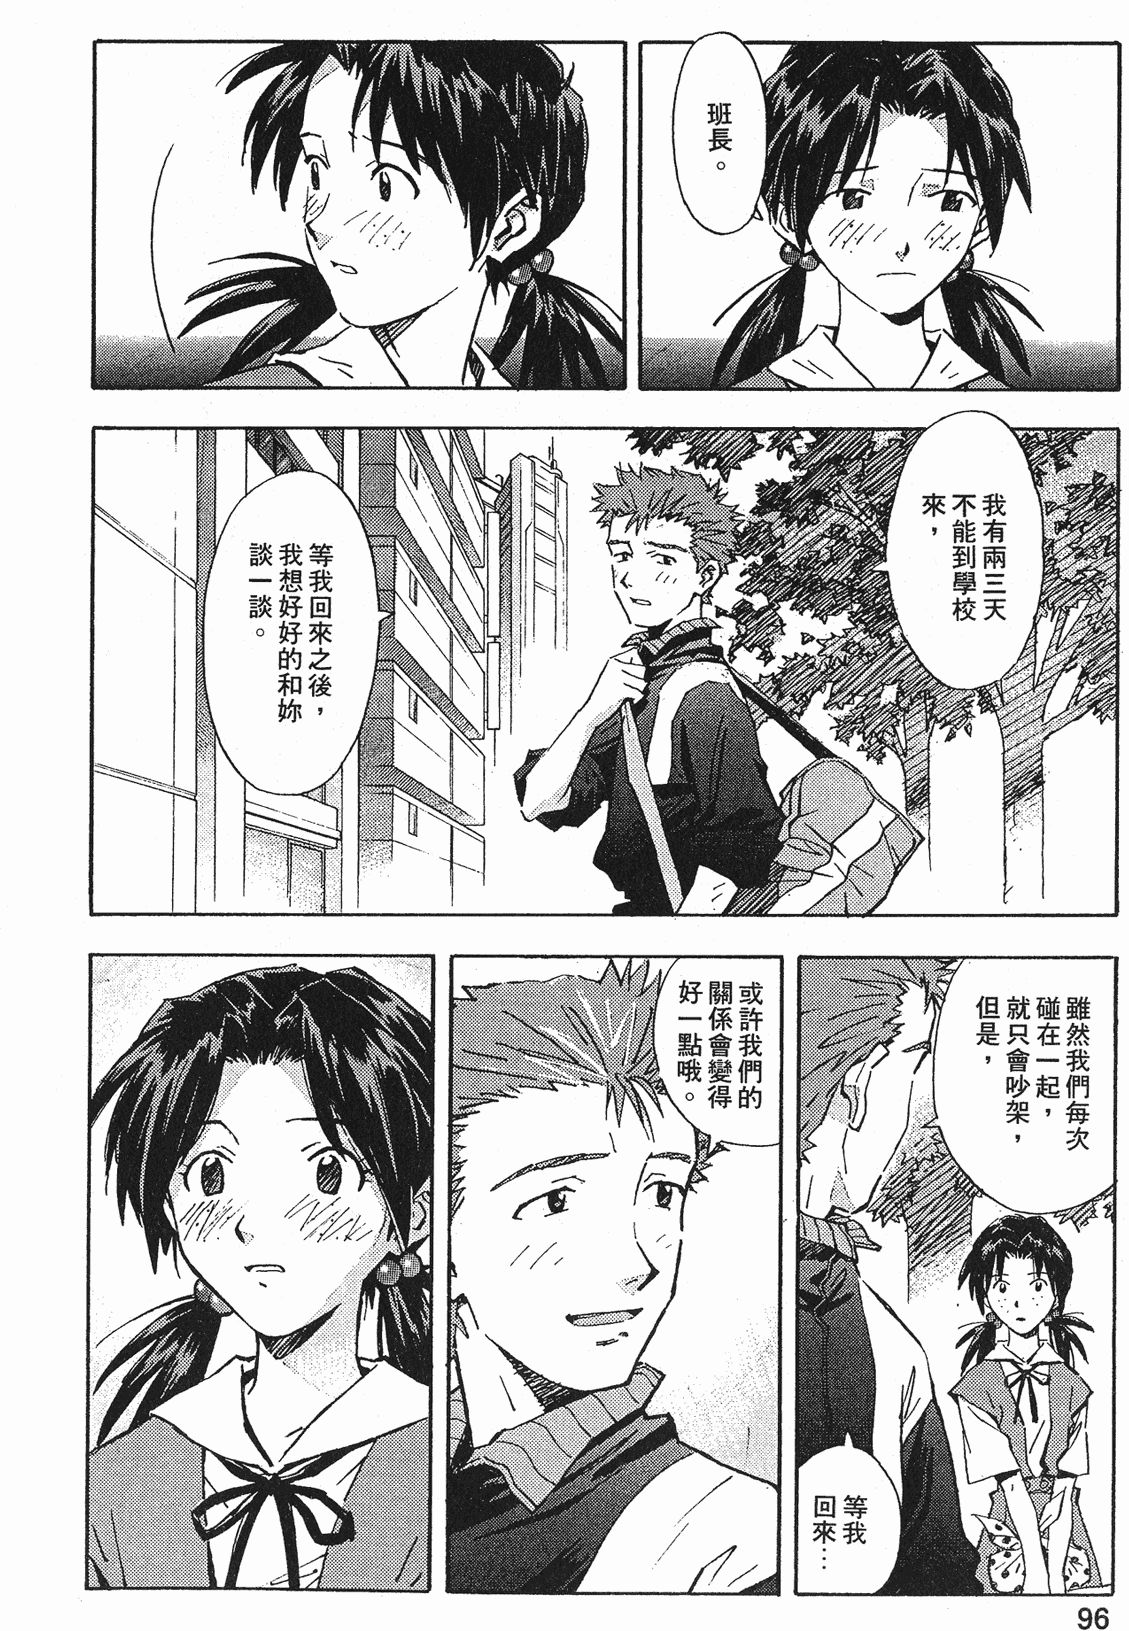 班長。
我有兩三天
不能到學校
來，
等我回來之後，
我想好好的和妳
談一談。
雖然我們每次
碰在一起，
就只會吵架，
但是，
等我
回來…
或許我們的
關係會變得
好一點哦。
96